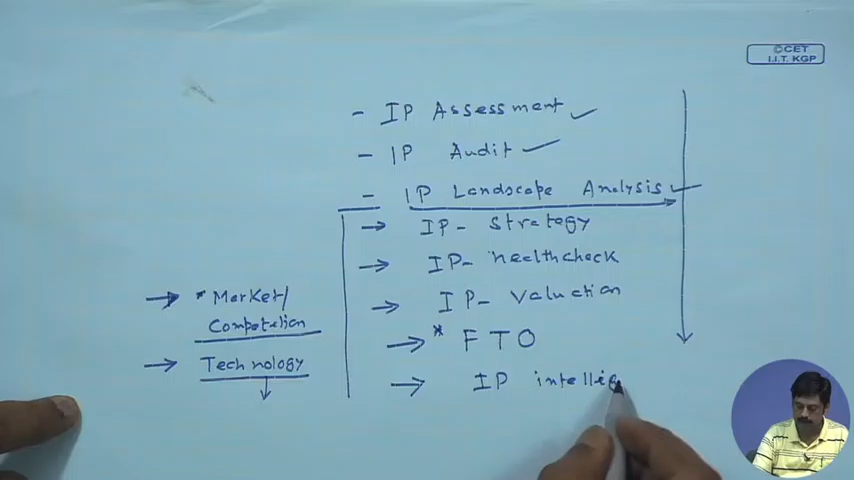 ©CET
I.I.T. KGP
- IP Assessment
- IP Audit
- IP Landscape Analysis
→ IP- strategy
→ IP- healthcheck
→ IP- Valuation
→ * FTO
→ IP intellig
→ * Market/
Competation
→ Technology